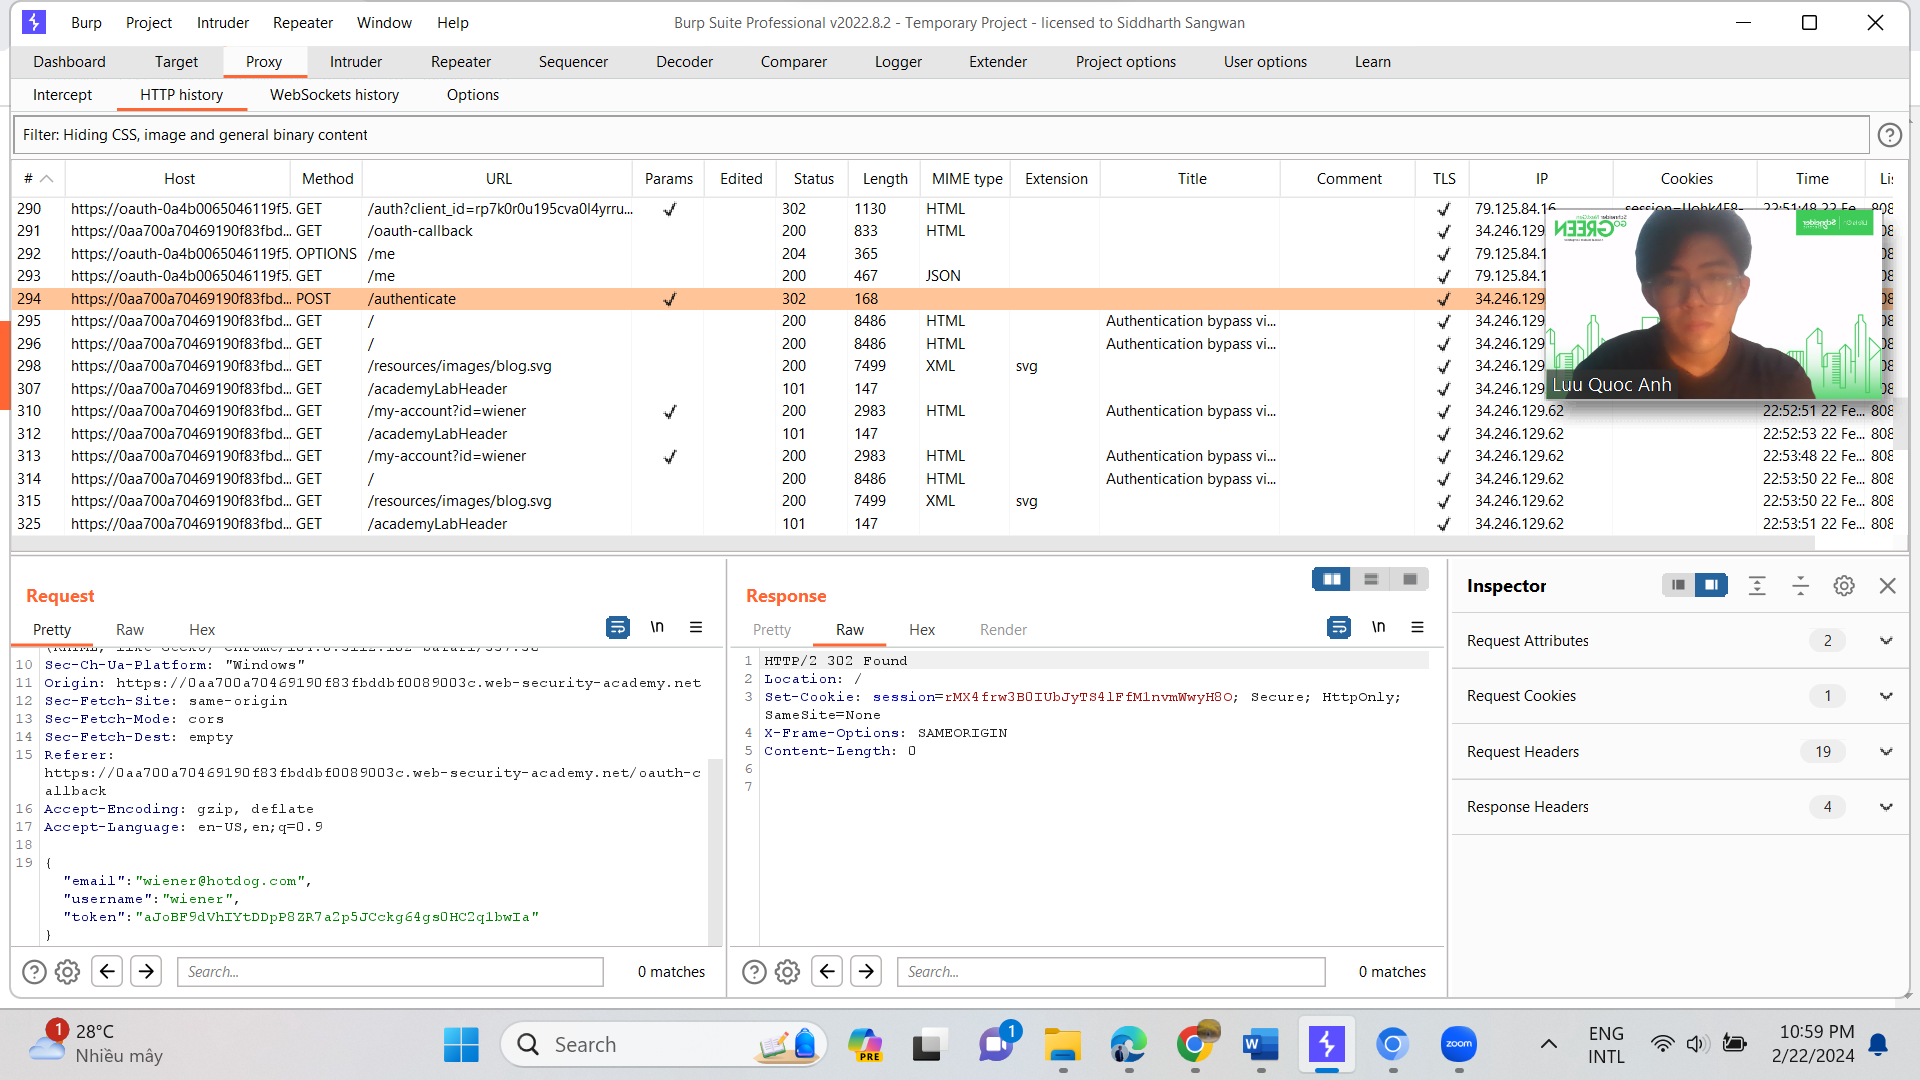 Burp Project Intruder Repeater Window Help Burp Suite Professional v2022.8.2 - Temporary Project - licensed to Siddharth Sangwan
Dashboard Target Proxy Intruder Repeater Sequencer Decoder Comparer Logger Extender Project options User options Learn
Intercept HTTP history WebSockets history Options
Filter: Hiding CSS, image and general binary content
# Host Method URL Params Edited Status Length MIME type Extension Title Comment TLS IP Cookies Time
290 https://oauth-0a4b0065046119f5. GET /auth?client_id=rp7k0r0u195cva0l4yrru... ✓ 302 1130 HTML ✓ 79.125.84.16
291 https://0aa700a70469190f83fbd... GET /oauth-callback 200 833 HTML ✓ 34.246.129
292 https://oauth-0a4b0065046119f5. OPTIONS /me 204 365 ✓ 79.125.84.1
293 https://oauth-0a4b0065046119f5. GET /me 200 467 JSON ✓ 79.125.84.1
294 https://0aa700a70469190f83fbd... POST /authenticate ✓ 302 168 ✓ 34.246.129
295 https://0aa700a70469190f83fbd... GET / 200 8486 HTML Authentication bypass vi... ✓ 34.246.129
296 https://0aa700a70469190f83fbd... GET / 200 8486 HTML Authentication bypass vi... ✓ 34.246.129
298 https://0aa700a70469190f83fbd... GET /resources/images/blog.svg 200 7499 XML svg ✓ 34.246.129
307 https://0aa700a70469190f83fbd... GET /academyLabHeader 101 147 ✓ 34.246.129
310 https://0aa700a70469190f83fbd... GET /my-account?id=wiener ✓ 200 2983 HTML Authentication bypass vi... ✓ 34.246.129.62 22:52:51 22 Fe... 808
312 https://0aa700a70469190f83fbd... GET /academyLabHeader 101 147 ✓ 34.246.129.62 22:52:53 22 Fe... 808
313 https://0aa700a70469190f83fbd... GET /my-account?id=wiener ✓ 200 2983 HTML Authentication bypass vi... ✓ 34.246.129.62 22:53:48 22 Fe... 808
314 https://0aa700a70469190f83fbd... GET / 200 8486 HTML Authentication bypass vi... ✓ 34.246.129.62 22:53:50 22 Fe... 808
315 https://0aa700a70469190f83fbd... GET /resources/images/blog.svg 200 7499 XML svg ✓ 34.246.129.62 22:53:50 22 Fe... 808
325 https://0aa700a70469190f83fbd... GET /academyLabHeader 101 147 ✓ 34.246.129.62 22:53:51 22 Fe... 808
GO GREEN
Schneider
Luu Quoc Anh
Request
Pretty Raw Hex \n
10 Sec-Ch-Ua-Platform: "Windows"
11 Origin: https://0aa700a70469190f83fbddbf0089003c.web-security-academy.net
12 Sec-Fetch-Site: same-origin
13 Sec-Fetch-Mode: cors
14 Sec-Fetch-Dest: empty
15 Referer:
https://0aa700a70469190f83fbddbf0089003c.web-security-academy.net/oauth-c
allback
16 Accept-Encoding: gzip, deflate
17 Accept-Language: en-US,en;q=0.9
18
19 {
"email":"wiener@hotdog.com",
"username":"wiener",
"token":"aJoBF9dVhIYtDDpP8ZR7a2p5JCckg64gs0HC2qlbwIa"
}
Search... 0 matches
Response
Pretty Raw Hex Render \n
1 HTTP/2 302 Found
2 Location: /
3 Set-Cookie: session=rMX4frw3B0IUbJyTS4lFfMlnvmWwyH8O; Secure; HttpOnly;
SameSite=None
4 X-Frame-Options: SAMEORIGIN
5 Content-Length: 0
6
7
Search... 0 matches
Inspector
Request Attributes 2
Request Cookies 1
Request Headers 19
Response Headers 4
1 28°C
Nhiều mây
Search
PRE
1
W
zoom
ENG
INTL
10:59 PM
2/22/2024